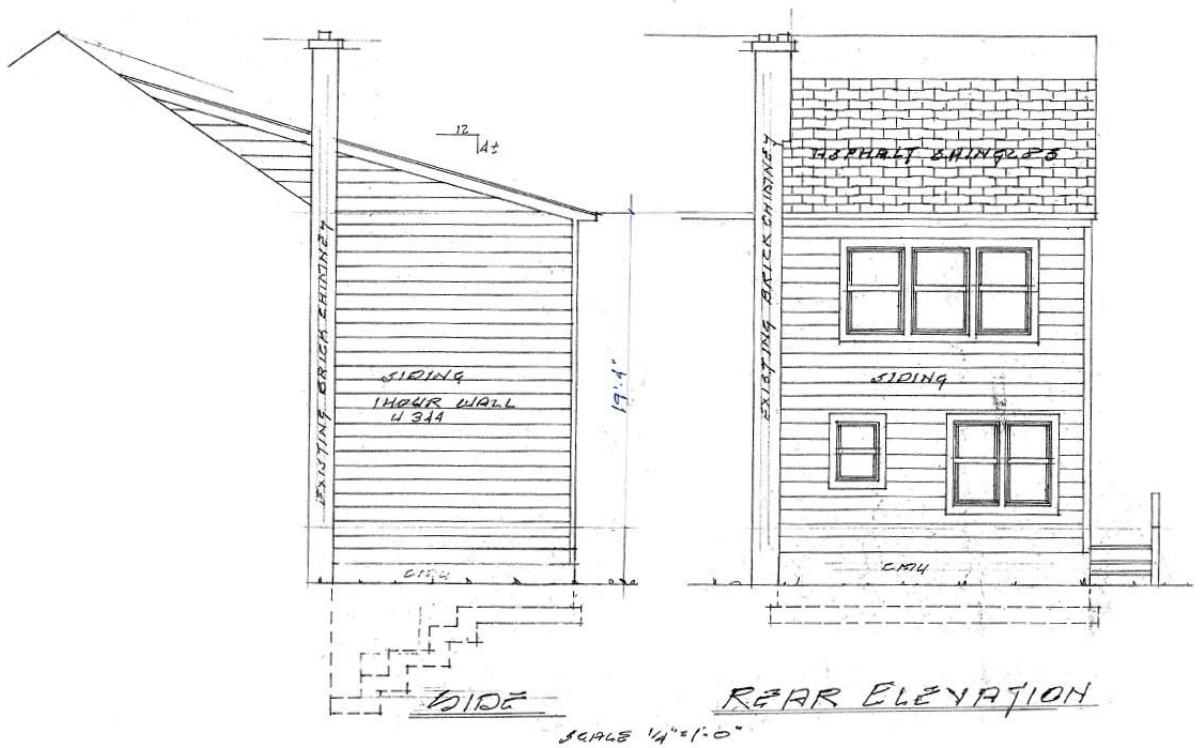 12
4±
ASPHALT SHINGLES
EXISTING BRICK CHIMNEY
EXISTING BRICK CHIMNEY
19'.4"
SIDING
1 HOUR WALL
U 344
SIDING
CMU
CMU
SIDE
REAR ELEVATION
SCALE 1/4"=1'-0"